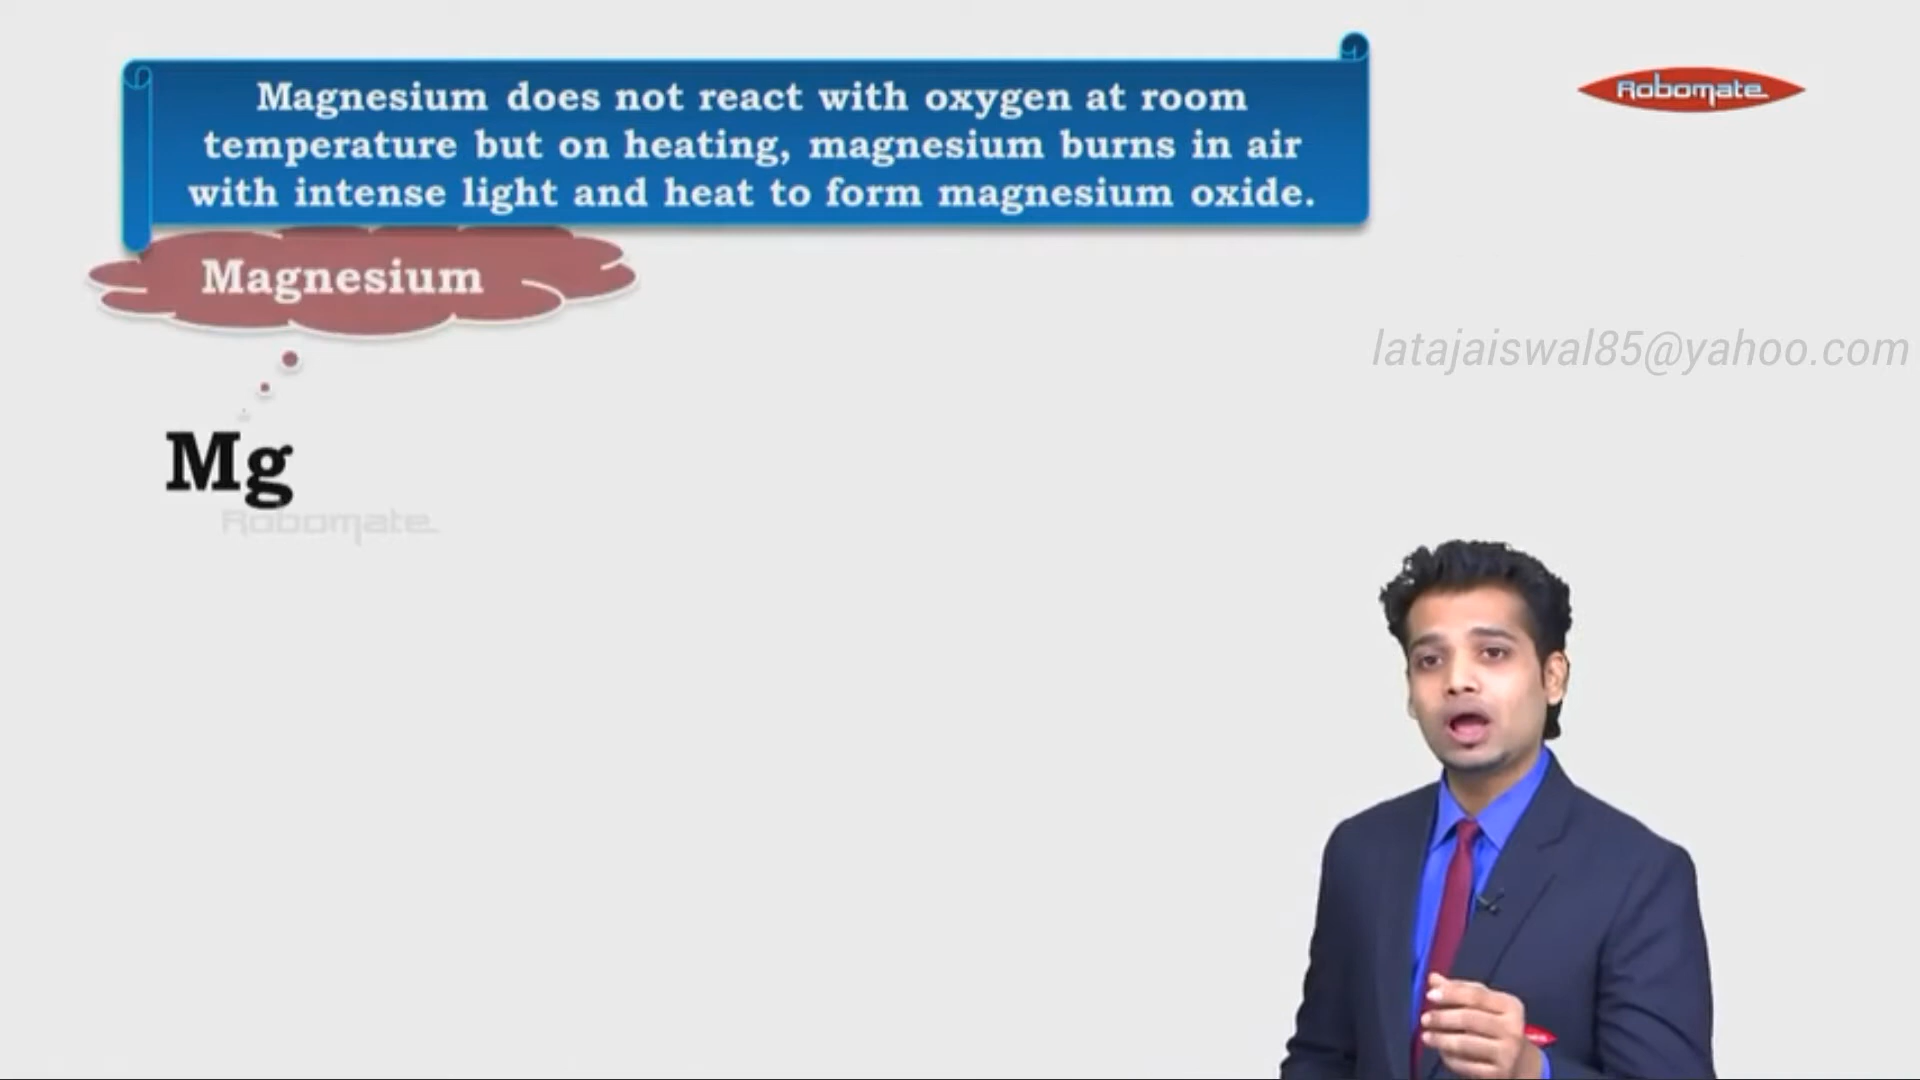 Magnesium does not react with oxygen at room
temperature but on heating, magnesium burns in air
with intense light and heat to form magnesium oxide.
Robomate
Magnesium
latajaiswal85@yahoo.com
Mg
Robomate